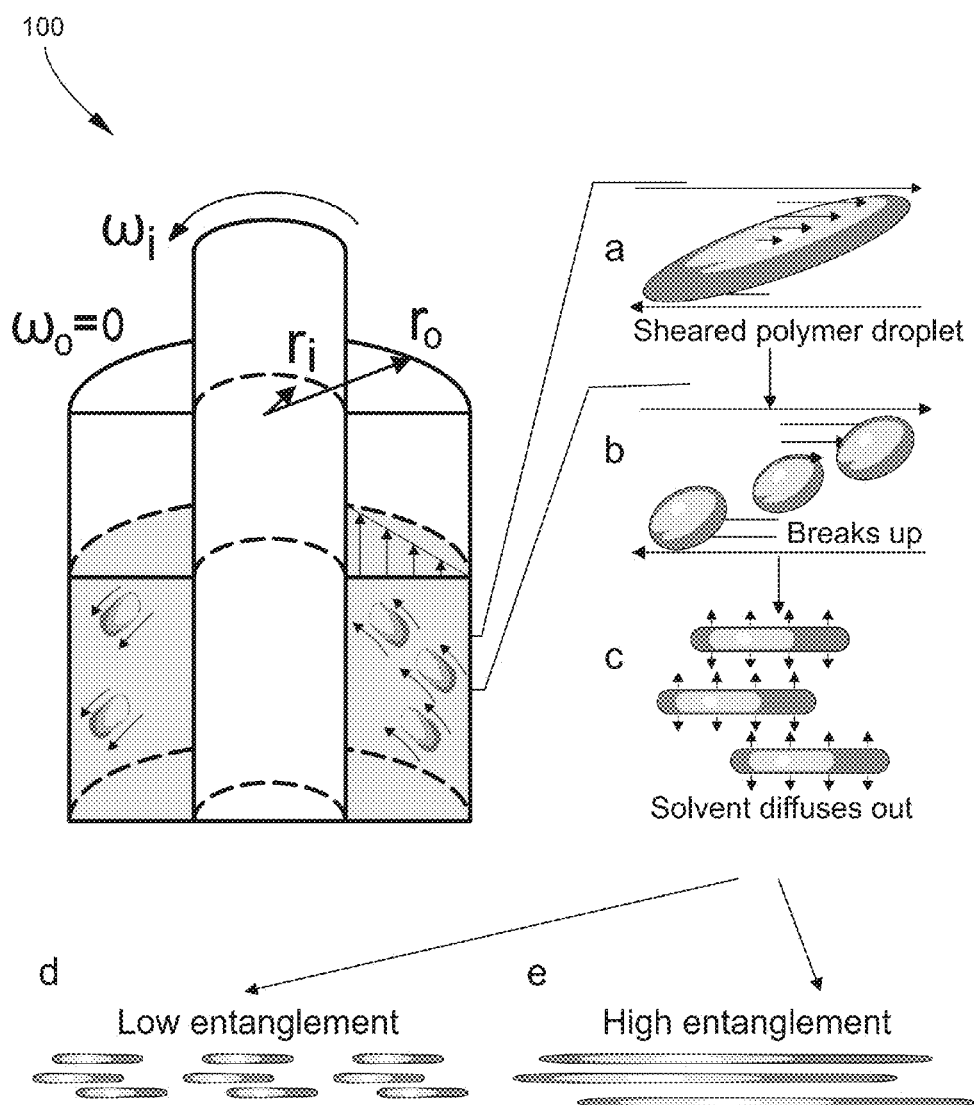 100
ωi
ωo=0
ri
ro
a
Sheared polymer droplet
b
Breaks up
c
Solvent diffuses out
d
Low entanglement
e
High entanglement